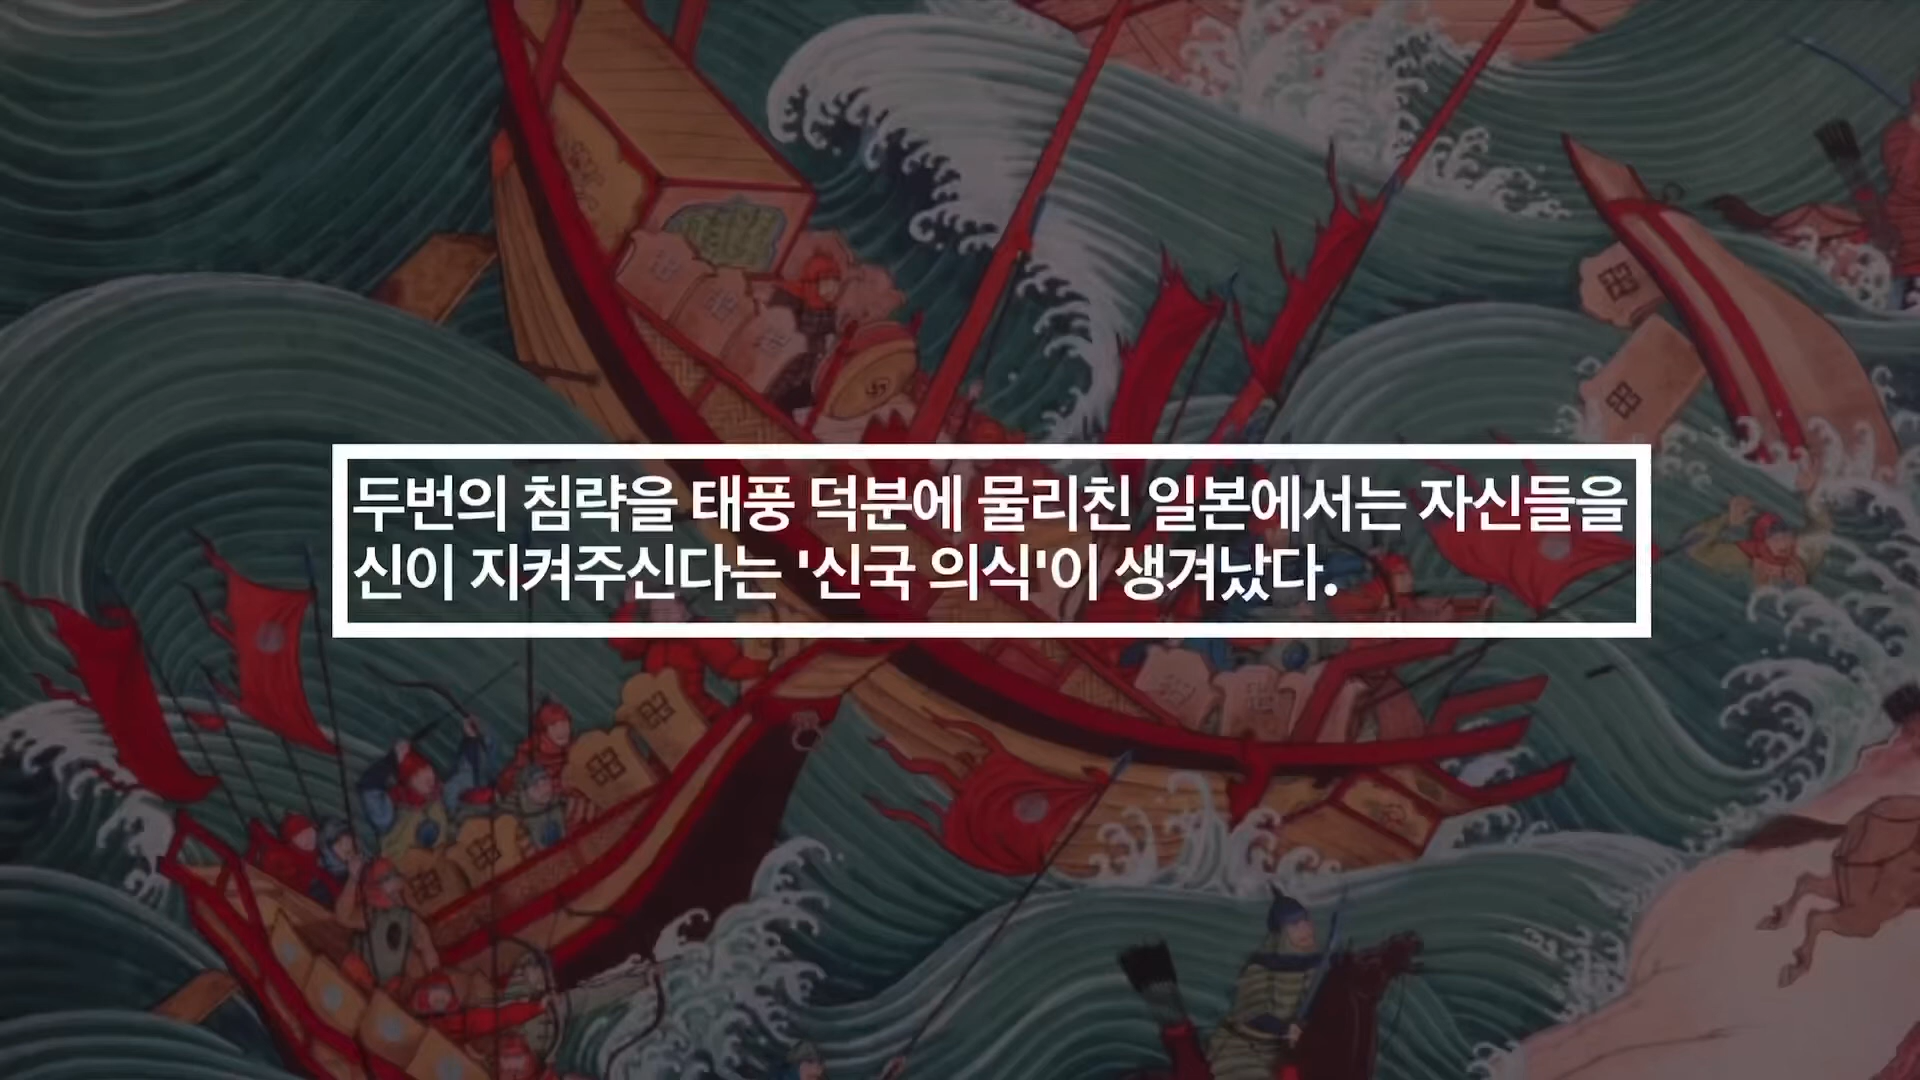 두번의 침략을 태풍 덕분에 물리친 일본에서는 자신들을
신이 지켜주신다는 '신국 의식'이 생겨났다.